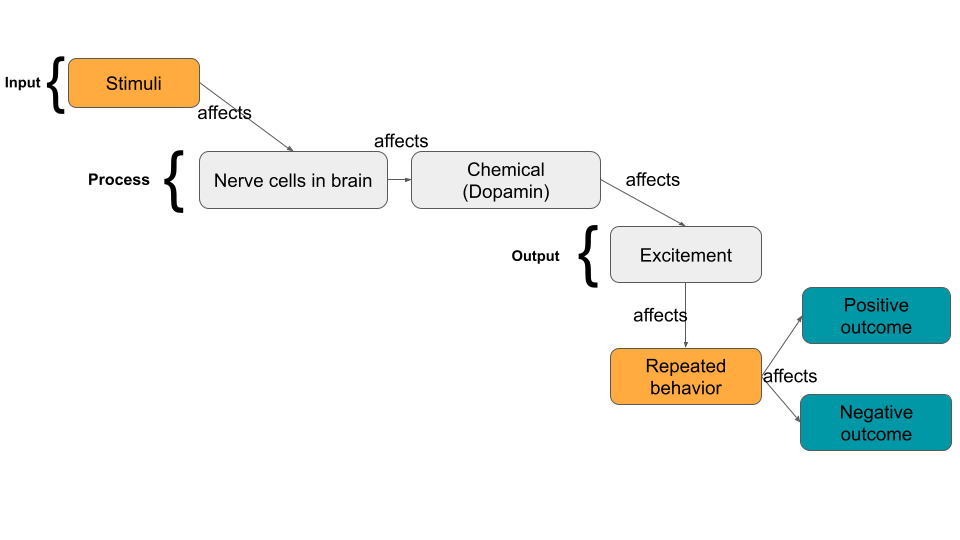 Input
Stimuli
affects
affects
Process
Nerve cells in brain
Chemical
(Dopamin)
affects
Output
Excitement
affects
Positive
outcome
Repeated
behavior
affects
Negative
outcome